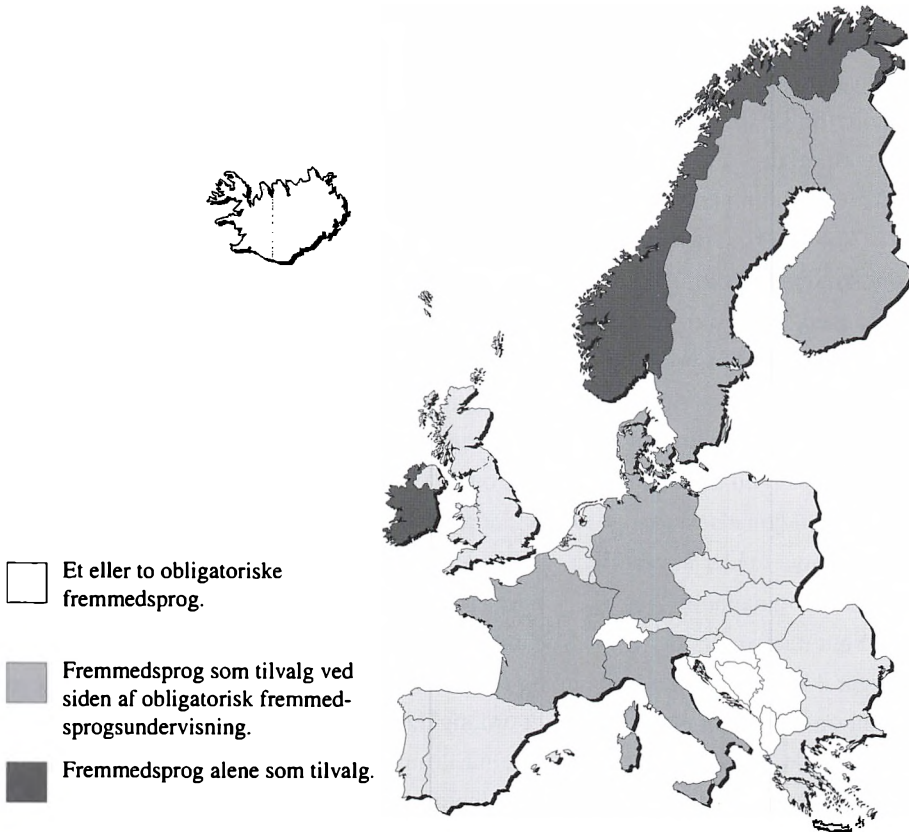 Et eller to obligatoriske
fremmedsprog.
Fremmedsprog som tilvalg ved
siden af obligatorisk fremmed-
sprogsundervisning.
Fremmedsprog alene som tilvalg.